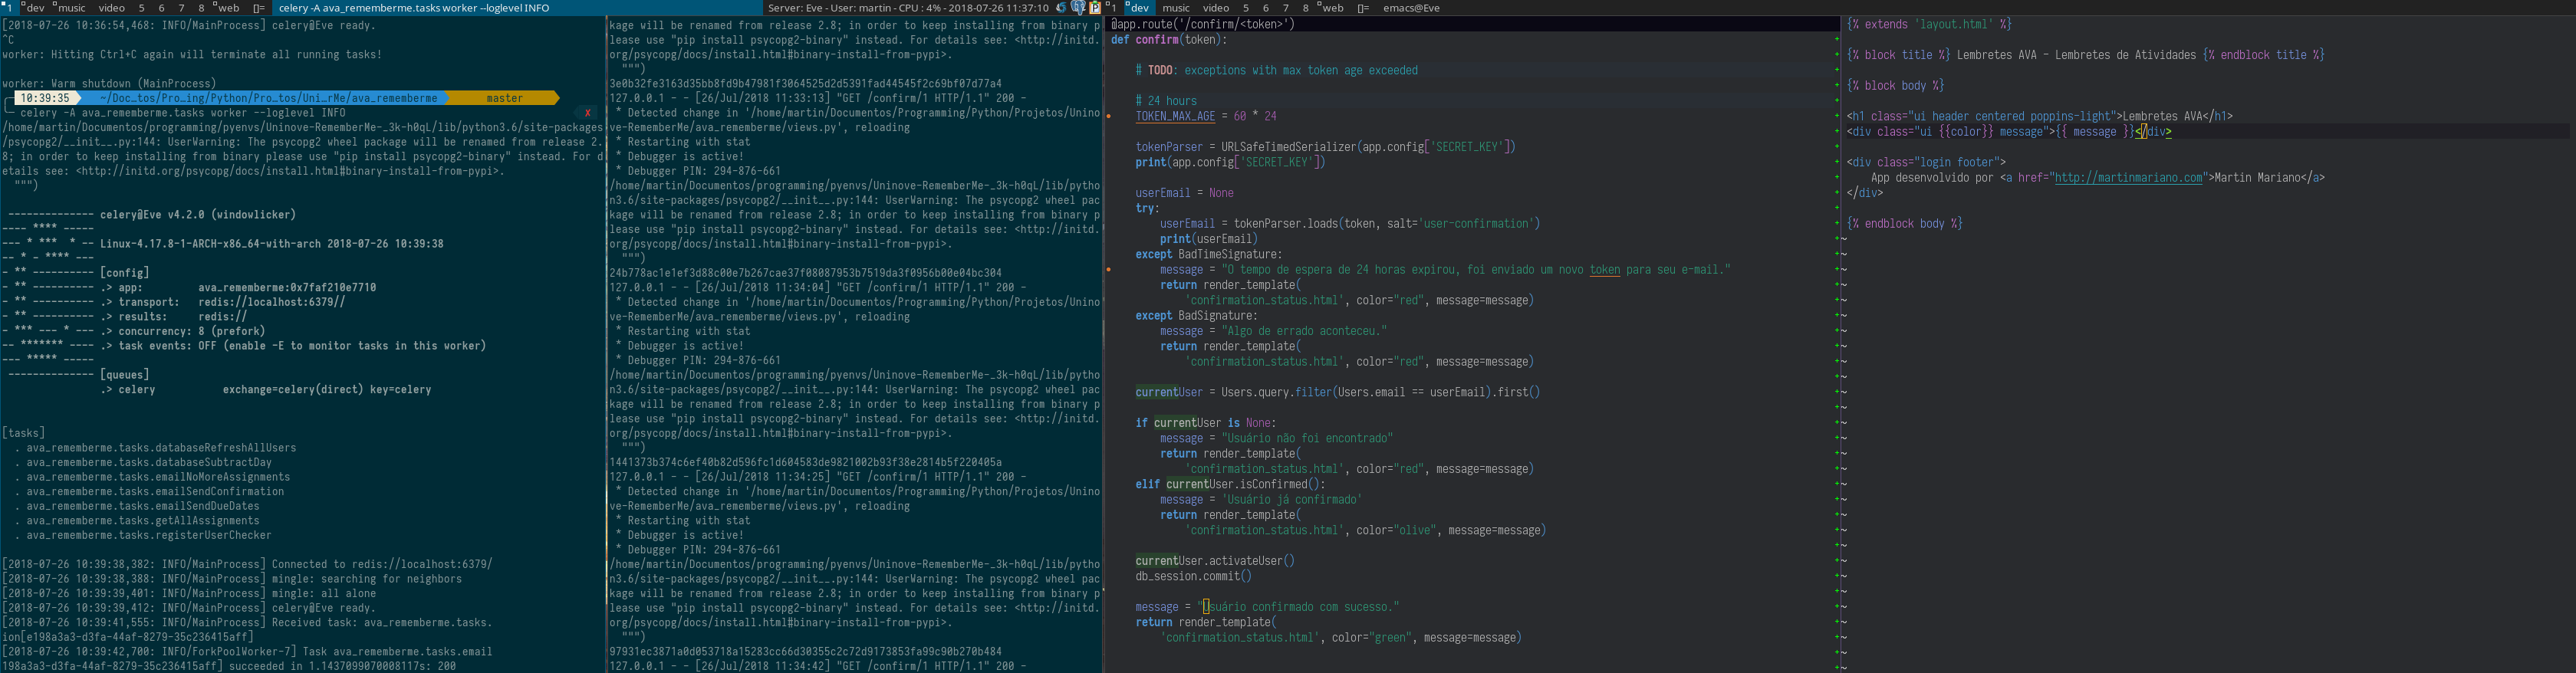 1 dev music video 5 6 7 8 web []= celery -A ava_rememberme.tasks worker --loglevel INFO Server: Eve - User: martin - CPU : 4% - 2018-07-26 11:37:10 1 dev music video 5 6 7 8 web []= emacs@Eve
[2018-07-26 10:36:54,468: INFO/MainProcess] celery@Eve ready.
^C
worker: Hitting Ctrl+C again will terminate all running tasks!
worker: Warm shutdown (MainProcess)
10:39:35 ~/Doc…tos/Pro…ing/Python/Pro…tos/Uni…rMe/ava_rememberme master
celery -A ava_rememberme.tasks worker --loglevel INFO ✗
/home/martin/Documentos/programming/pyenvs/Uninove-RememberMe-_3k-h0qL/lib/python3.6/site-packages
/psycopg2/__init__.py:144: UserWarning: The psycopg2 wheel package will be renamed from release 2.
8; in order to keep installing from binary please use "pip install psycopg2-binary" instead. For d
etails see: <http://initd.org/psycopg/docs/install.html#binary-install-from-pypi>.
""")
-------------- celery@Eve v4.2.0 (windowlicker)
---- **** -----
--- * ***  * -- Linux-4.17.8-1-ARCH-x86_64-with-arch 2018-07-26 10:39:38
-- * - **** ---
- ** ---------- [config]
- ** ---------- .> app:         ava_rememberme:0x7faf210e7710
- ** ---------- .> transport:   redis://localhost:6379//
- ** ---------- .> results:     redis://
- *** --- * --- .> concurrency: 8 (prefork)
-- ******* ---- .> task events: OFF (enable -E to monitor tasks in this worker)
--- ***** -----
-------------- [queues]
.> celery           exchange=celery(direct) key=celery
[tasks]
. ava_rememberme.tasks.databaseRefreshAllUsers
. ava_rememberme.tasks.databaseSubtractDay
. ava_rememberme.tasks.emailNoMoreAssignments
. ava_rememberme.tasks.emailSendConfirmation
. ava_rememberme.tasks.emailSendDueDates
. ava_rememberme.tasks.getAllAssignments
. ava_rememberme.tasks.registerUserChecker
[2018-07-26 10:39:38,382: INFO/MainProcess] Connected to redis://localhost:6379/
[2018-07-26 10:39:38,388: INFO/MainProcess] mingle: searching for neighbors
[2018-07-26 10:39:39,401: INFO/MainProcess] mingle: all alone
[2018-07-26 10:39:39,412: INFO/MainProcess] celery@Eve ready.
[2018-07-26 10:39:41,555: INFO/MainProcess] Received task: ava_rememberme.tasks.
ion[e198a3a3-d3fa-44af-8279-35c236415aff]
[2018-07-26 10:39:42,700: INFO/ForkPoolWorker-7] Task ava_rememberme.tasks.email
198a3a3-d3fa-44af-8279-35c236415aff] succeeded in 1.1437099070008117s: 200
kage will be renamed from release 2.8; in order to keep installing from binary p
lease use "pip install psycopg2-binary" instead. For details see: <http://initd.
org/psycopg/docs/install.html#binary-install-from-pypi>.
""")
3e0b32fe3163d35bb8fd9b47981f3064525d2d5391fad44545f2c69bf07d77a4
127.0.0.1 - - [26/Jul/2018 11:33:13] "GET /confirm/1 HTTP/1.1" 200 -
* Detected change in '/home/martin/Documentos/Programming/Python/Projetos/Unino
ve-RememberMe/ava_rememberme/views.py', reloading
* Restarting with stat
* Debugger is active!
* Debugger PIN: 294-876-661
/home/martin/Documentos/programming/pyenvs/Uninove-RememberMe-_3k-h0qL/lib/pytho
n3.6/site-packages/psycopg2/__init__.py:144: UserWarning: The psycopg2 wheel pac
kage will be renamed from release 2.8; in order to keep installing from binary p
lease use "pip install psycopg2-binary" instead. For details see: <http://initd.
org/psycopg/docs/install.html#binary-install-from-pypi>.
""")
24b778ac1e1ef3d88c00e7b267cae37f08087953b7519da3f0956b00e04bc304
127.0.0.1 - - [26/Jul/2018 11:34:04] "GET /confirm/1 HTTP/1.1" 200 -
* Detected change in '/home/martin/Documentos/Programming/Python/Projetos/Unino
ve-RememberMe/ava_rememberme/views.py', reloading
* Restarting with stat
* Debugger is active!
* Debugger PIN: 294-876-661
/home/martin/Documentos/programming/pyenvs/Uninove-RememberMe-_3k-h0qL/lib/pytho
n3.6/site-packages/psycopg2/__init__.py:144: UserWarning: The psycopg2 wheel pac
kage will be renamed from release 2.8; in order to keep installing from binary p
lease use "pip install psycopg2-binary" instead. For details see: <http://initd.
org/psycopg/docs/install.html#binary-install-from-pypi>.
""")
1441373b374c6ef40b82d596fc1d604583de9821002b93f38e2814b5f220405a
127.0.0.1 - - [26/Jul/2018 11:34:25] "GET /confirm/1 HTTP/1.1" 200 -
* Detected change in '/home/martin/Documentos/Programming/Python/Projetos/Unino
ve-RememberMe/ava_rememberme/views.py', reloading
* Restarting with stat
* Debugger is active!
* Debugger PIN: 294-876-661
/home/martin/Documentos/programming/pyenvs/Uninove-RememberMe-_3k-h0qL/lib/pytho
n3.6/site-packages/psycopg2/__init__.py:144: UserWarning: The psycopg2 wheel pac
kage will be renamed from release 2.8; in order to keep installing from binary p
lease use "pip install psycopg2-binary" instead. For details see: <http://initd.
org/psycopg/docs/install.html#binary-install-from-pypi>.
""")
97931ec3871a0d053718a15283cc66d30355c2c72d9173853fa99c90b270b484
127.0.0.1 - - [26/Jul/2018 11:34:42] "GET /confirm/1 HTTP/1.1" 200 -
@app.route('/confirm/<token>')
def confirm(token):
# TODO: exceptions with max token age exceeded
# 24 hours
TOKEN_MAX_AGE = 60 * 24
tokenParser = URLSafeTimedSerializer(app.config['SECRET_KEY'])
print(app.config['SECRET_KEY'])
userEmail = None
try:
userEmail = tokenParser.loads(token, salt='user-confirmation')
print(userEmail)
except BadTimeSignature:
message = "O tempo de espera de 24 horas expirou, foi enviado um novo token para seu e-mail."
return render_template(
'confirmation_status.html', color="red", message=message)
except BadSignature:
message = "Algo de errado aconteceu."
return render_template(
'confirmation_status.html', color="red", message=message)
currentUser = Users.query.filter(Users.email == userEmail).first()
if currentUser is None:
message = "Usuário não foi encontrado"
return render_template(
'confirmation_status.html', color="red", message=message)
elif currentUser.isConfirmed():
message = 'Usuário já confirmado'
return render_template(
'confirmation_status.html', color="olive", message=message)
currentUser.activateUser()
db_session.commit()
message = "Usuário confirmado com sucesso."
return render_template(
'confirmation_status.html', color="green", message=message)
{% extends 'layout.html' %}
{% block title %} Lembretes AVA - Lembretes de Atividades {% endblock title %}
{% block body %}
<h1 class="ui header centered poppins-light">Lembretes AVA</h1>
<div class="ui {{color}} message">{{ message }}</div>
<div class="login footer">
App desenvolvido por <a href="http://martinmariano.com">Martin Mariano</a>
</div>
{% endblock body %}